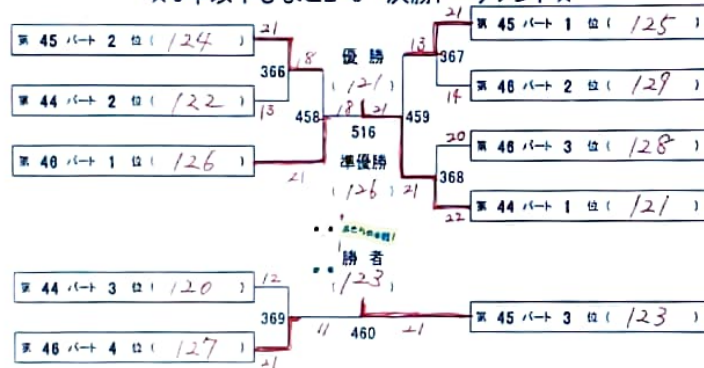 第 45 パート 2 位 ( 124 )
21
366
18
第 44 パート 2 位 ( 122 )
13
458
第 46 パート 1 位 ( 126 )
21
優 勝
( 121 )
18 21
516
準優勝
( 126 )
21
第 45 パート 1 位 ( 125 )
13
367
第 46 パート 2 位 ( 129 )
14
459
20
第 46 パート 3 位 ( 128 )
368
21
第 44 パート 1 位 ( 121 )
22
勝 者
( 123 )
第 44 パート 3 位 ( 120 )
12
369
第 46 パート 4 位 ( 127 )
21
11
460
21
第 45 パート 3 位 ( 123 )